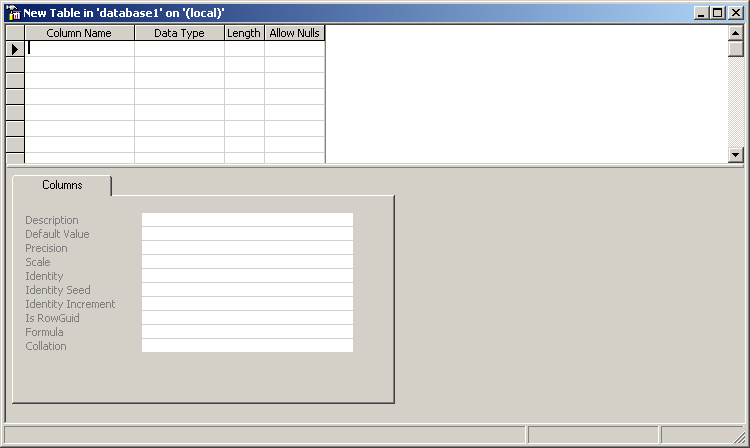 New Table in 'database1' on '(local)'
Column Name Data Type Length Allow Nulls
Columns
Description
Default Value
Precision
Scale
Identity
Identity Seed
Identity Increment
Is RowGuid
Formula
Collation